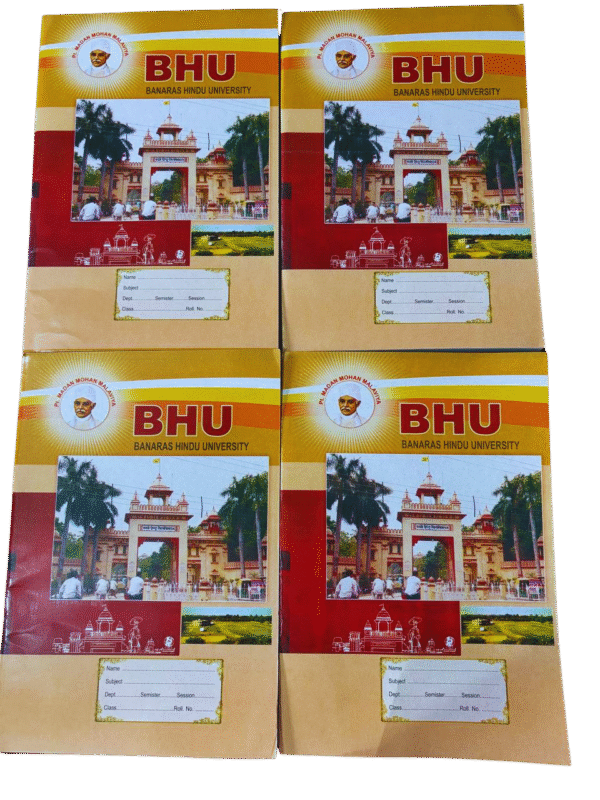 Pt. MADAN MOHAN MALAVIYA
BHU
BANARAS HINDU UNIVERSITY
Name
Subject
Dept. Semister Session
Class Roll. No.
Pt. MADAN MOHAN MALAVIYA
BHU
BANARAS HINDU UNIVERSITY
Name
Subject
Dept. Semister Session
Class Roll. No.
Pt. MADAN MOHAN MALAVIYA
BHU
BANARAS HINDU UNIVERSITY
Name
Subject
Dept. Semister Session
Class Roll. No.
Pt. MADAN MOHAN MALAVIYA
BHU
BANARAS HINDU UNIVERSITY
Name
Subject
Dept. Semister Session
Class Roll. No.